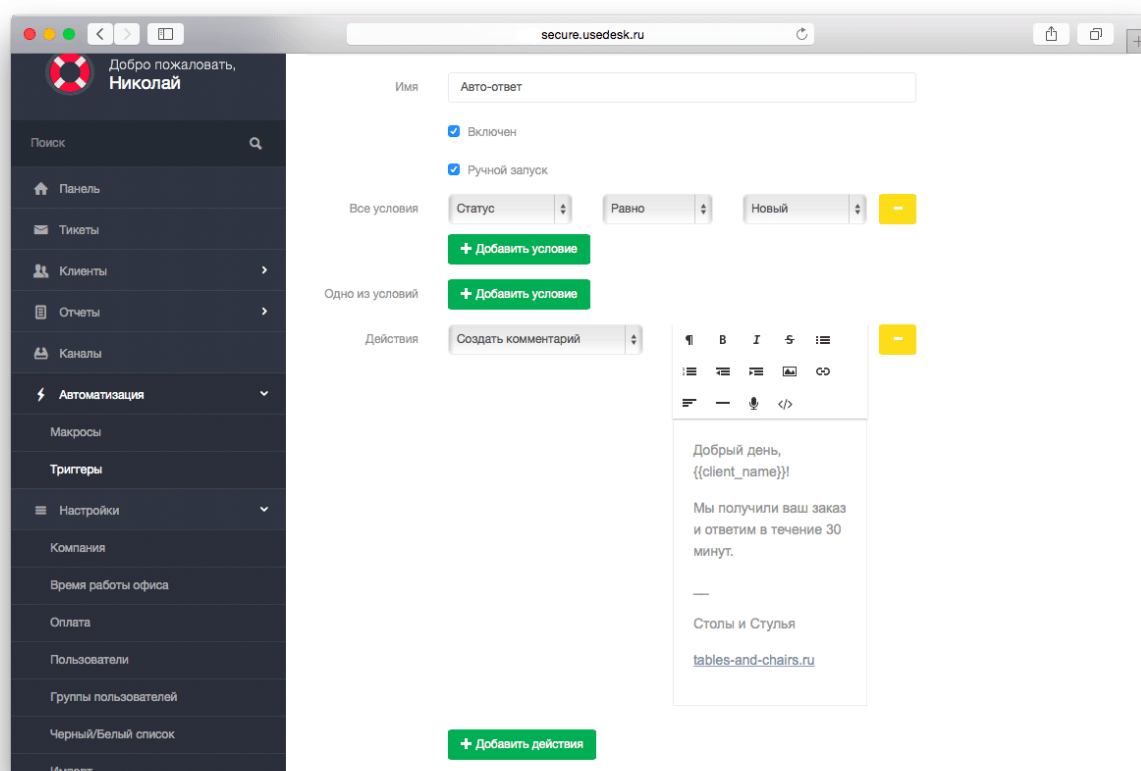 secure.usedesk.ru
Добро пожаловать,
Николай
Поиск
Панель
Тикеты
Клиенты
Отчеты
Каналы
Автоматизация
Макросы
Триггеры
Настройки
Компания
Время работы офиса
Оплата
Пользователи
Группы пользователей
Черный/Белый список
Импорт
Имя
Авто-ответ
Включен
Ручной запуск
Все условия
Статус
Равно
Новый
+ Добавить условие
Одно из условий
+ Добавить условие
Действия
Создать комментарий
¶ B I S
</>
Добрый день,
{{client_name}}!
Мы получили ваш заказ
и ответим в течение 30
минут.
__
Столы и Стулья
tables-and-chairs.ru
+ Добавить действия